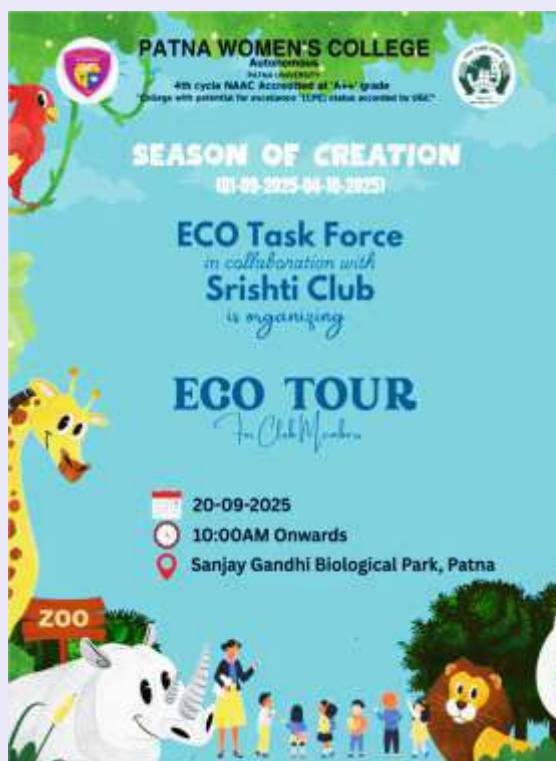 PATNA WOMEN'S COLLEGE
Autonomous
PATNA UNIVERSITY
4th cycle NAAC Accredited at 'A++' grade
"College with potential for excellence "(CPE) status accorded by UGC"
SEASON OF CREATION
(01-09-2025-04-10-2025)
ECO Task Force
in collaboration with
Srishti Club
is organizing
ECO TOUR
For Club Members
20-09-2025
10:00AM Onwards
Sanjay Gandhi Biological Park, Patna
ZOO